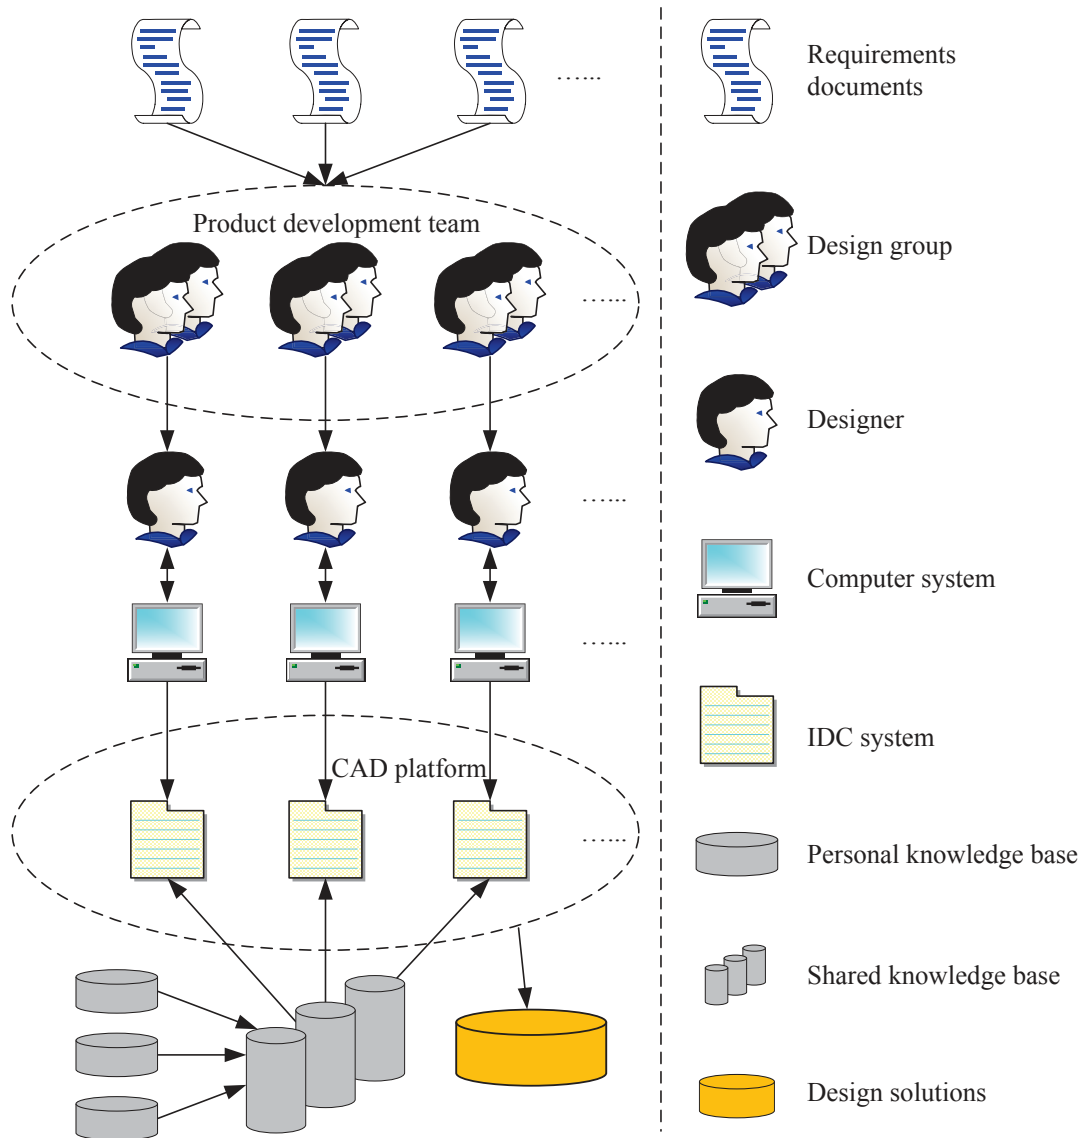 ......
Product development team
......
......
......
CAD platform
......
Requirements
documents
Design group
Designer
Computer system
IDC system
Personal knowledge base
Shared knowledge base
Design solutions